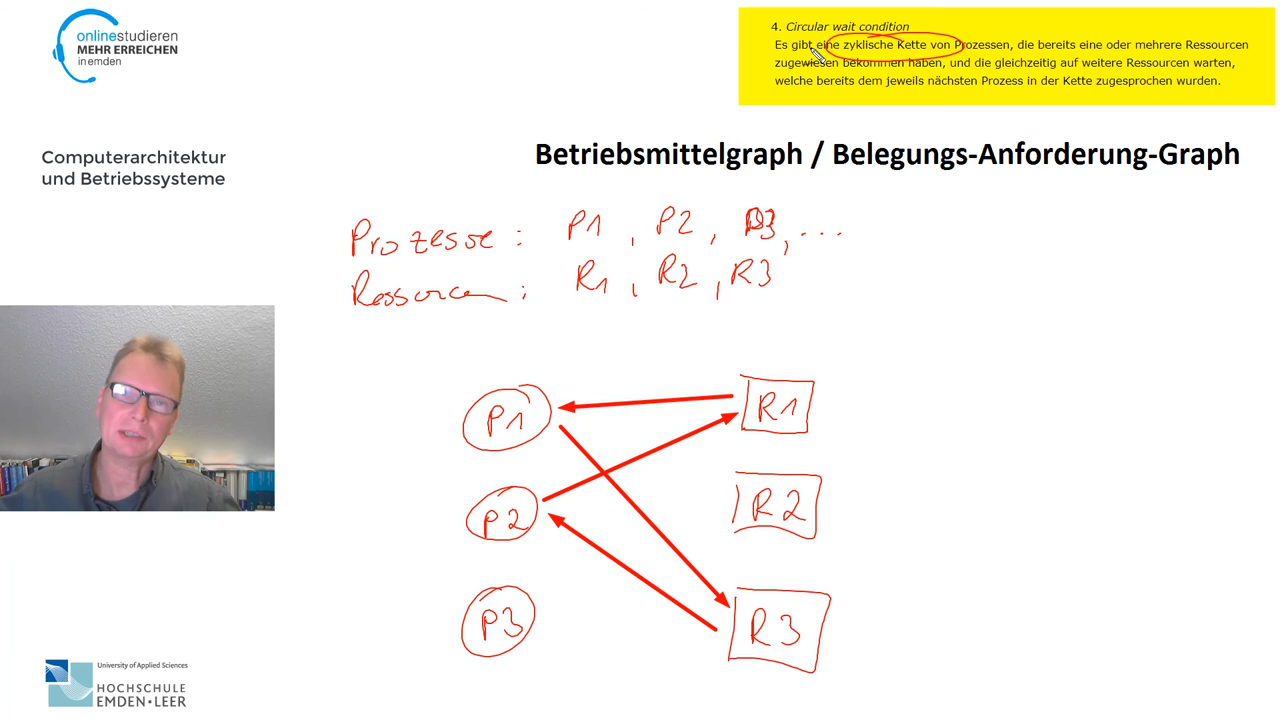 onlinestudieren
MEHR ERREICHEN
in emden
4. Circular wait condition
Es gibt eine zyklische Kette von Prozessen, die bereits eine oder mehrere Ressourcen
zugewiesen bekommen haben, und die gleichzeitig auf weitere Ressourcen warten,
welche bereits dem jeweils nächsten Prozess in der Kette zugesprochen wurden.
Computerarchitektur
und Betriebssysteme
Betriebsmittelgraph / Belegungs-Anforderung-Graph
Prozesse: P1, P2, P3, ...
Ressourcen: R1, R2, R3
P1 R1
P2 R2
P3 R3
University of Applied Sciences
HOCHSCHULE
EMDEN•LEER